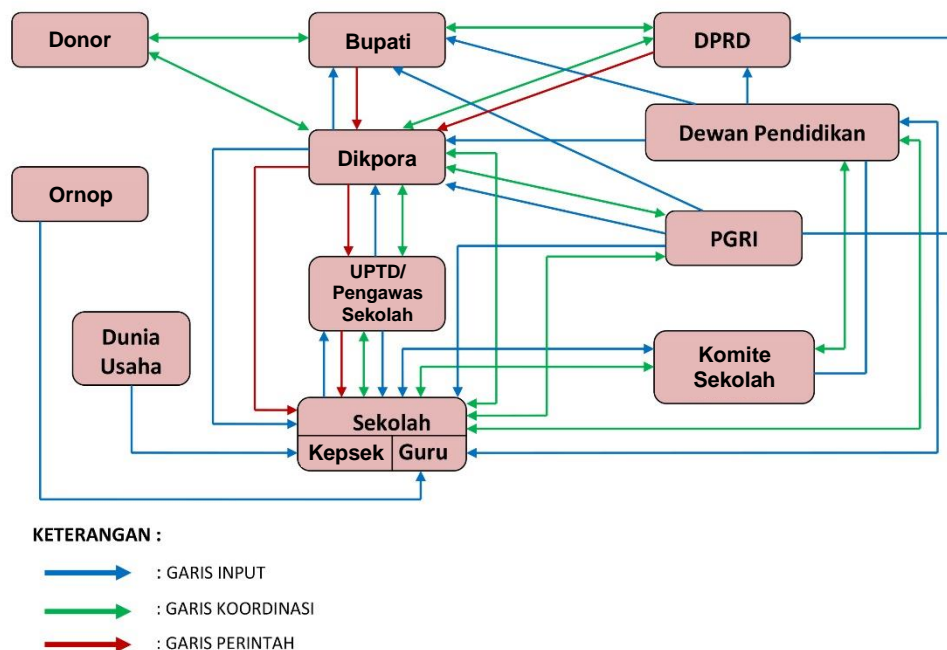 Donor
Bupati
DPRD
Dewan Pendidikan
Dikpora
Ornop
PGRI
UPTD/
Pengawas
Sekolah
Dunia
Usaha
Komite
Sekolah
Sekolah
Kepsek
Guru
KETERANGAN :
: GARIS INPUT
: GARIS KOORDINASI
: GARIS PERINTAH